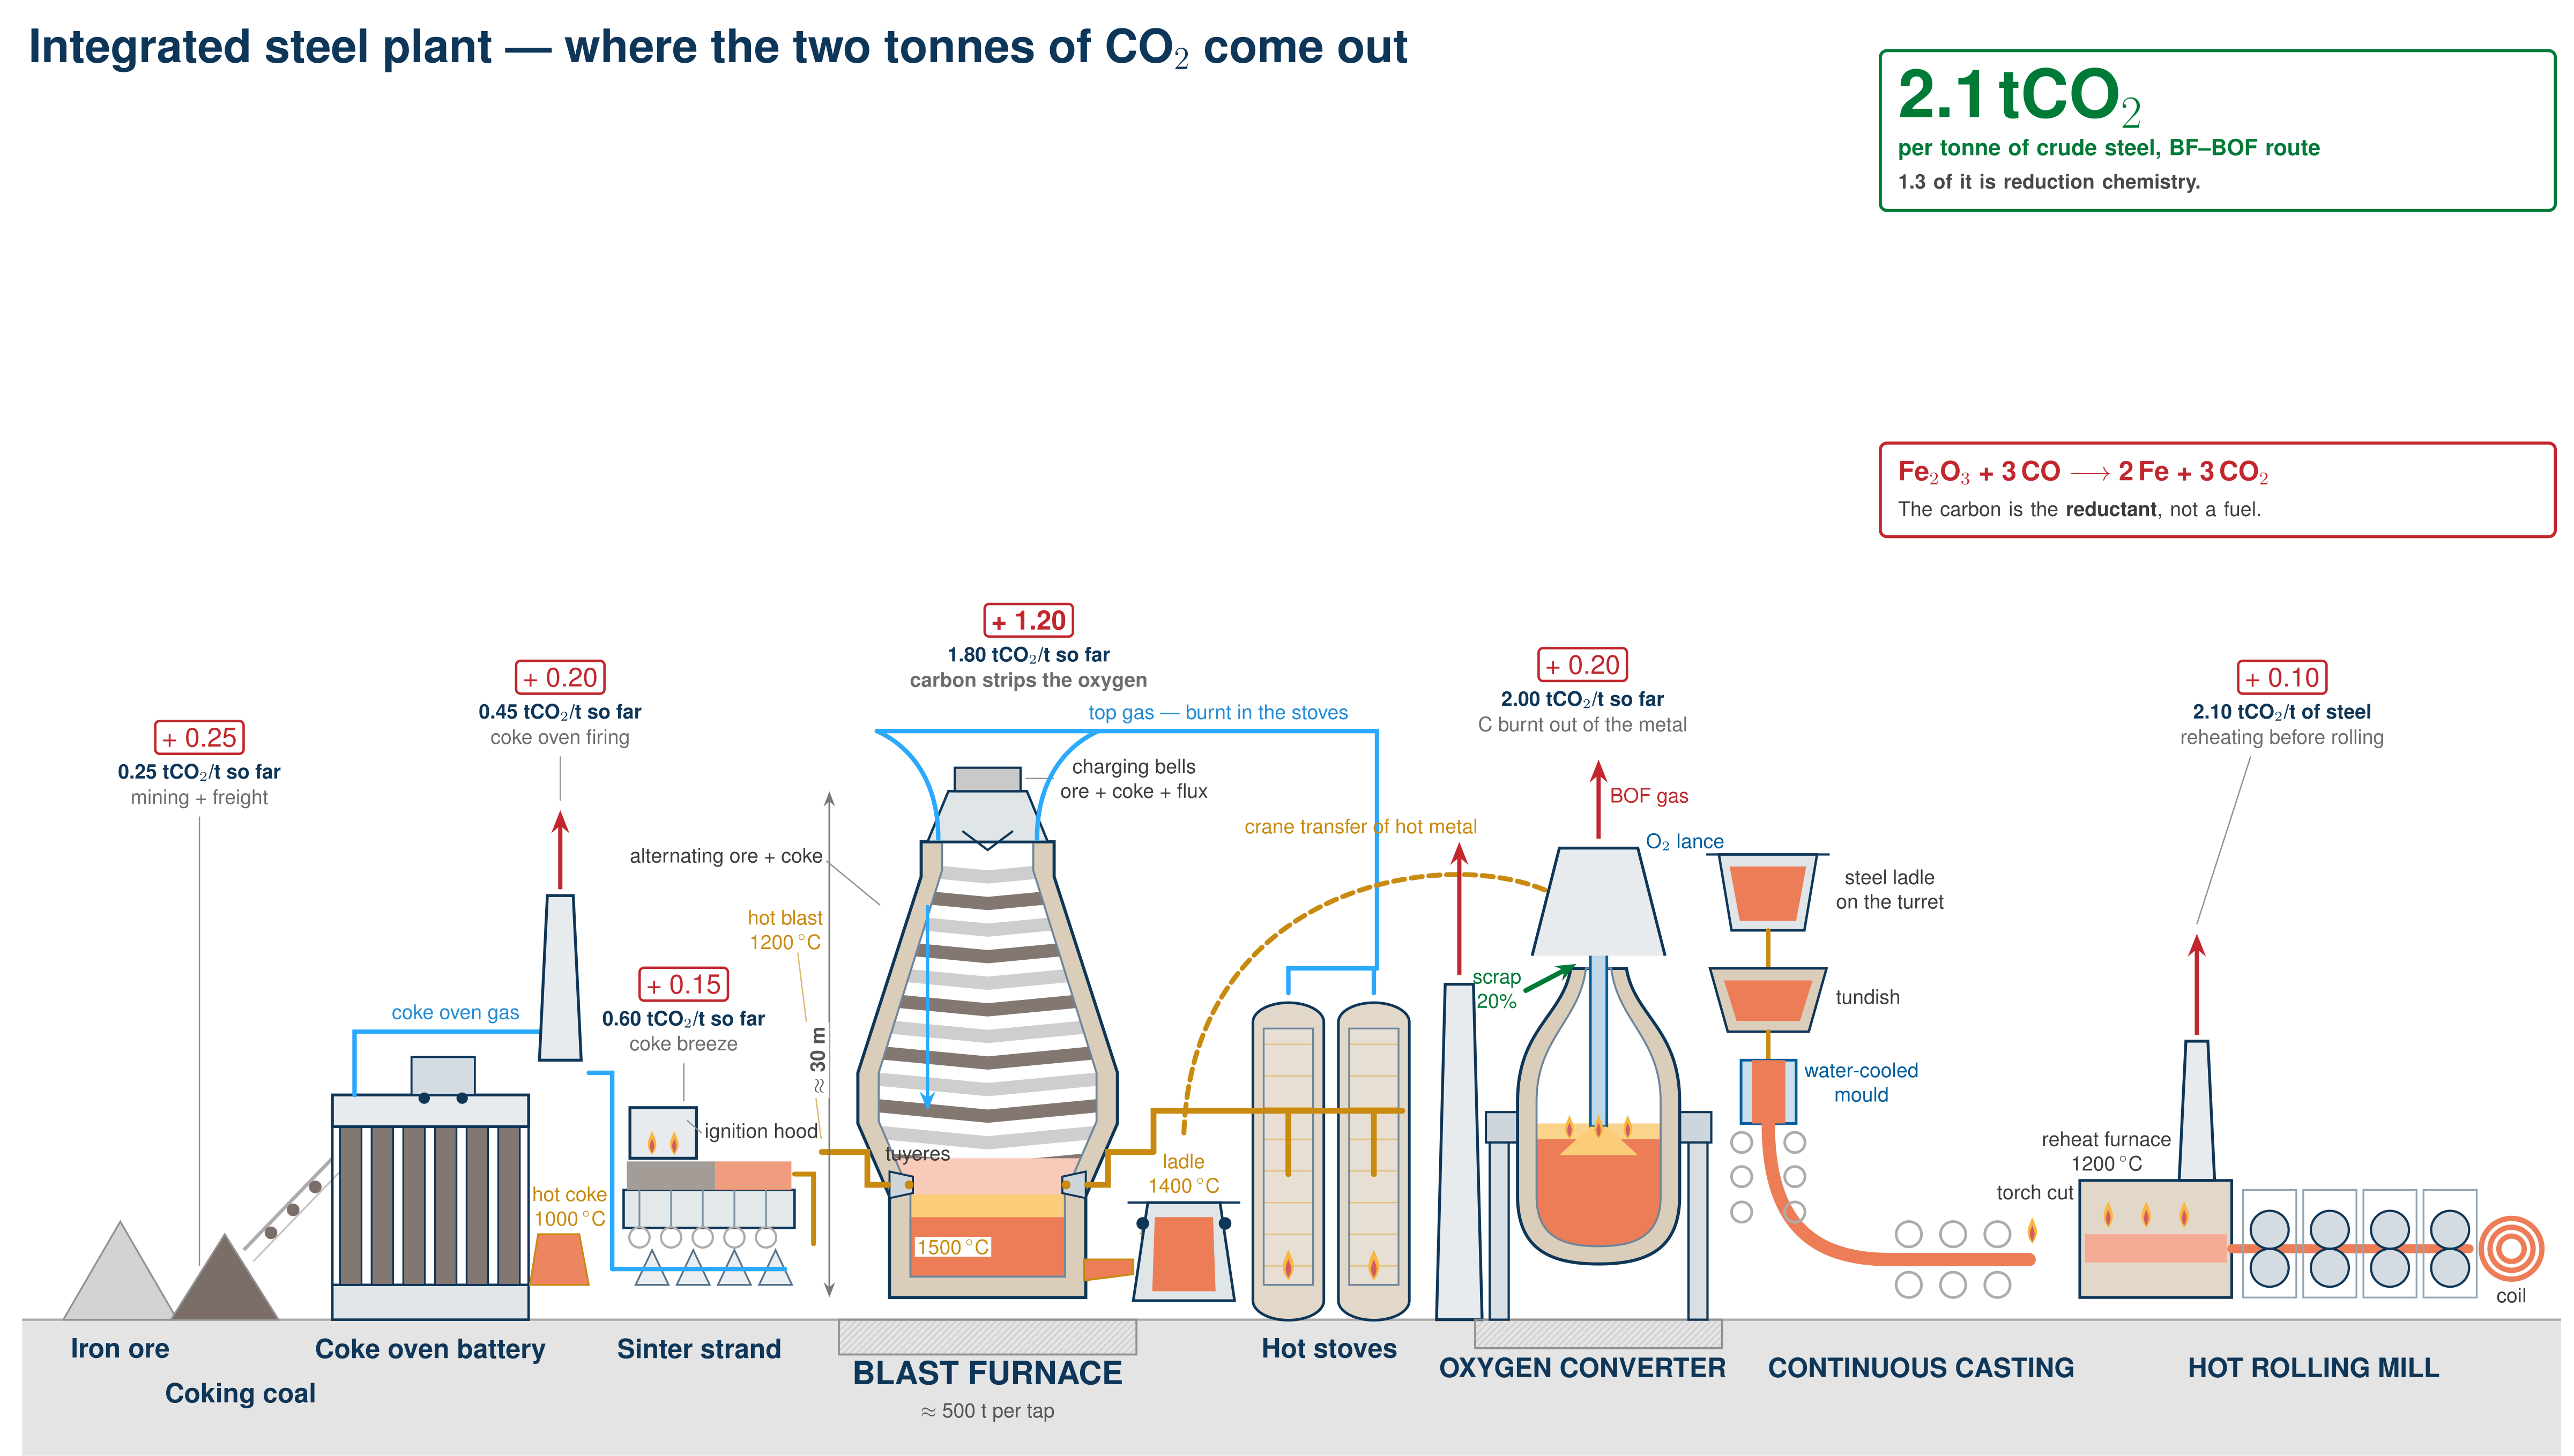 Integrated steel plant — where the two tonnes of CO₂ come out
2.1 tCO₂
per tonne of crude steel, BF–BOF route
1.3 of it is reduction chemistry.
Fe₂O₃ + 3 CO ⟶ 2 Fe + 3 CO₂
The carbon is the reductant, not a fuel.
+ 0.25
0.25 tCO₂/t so far
mining + freight
+ 0.20
0.45 tCO₂/t so far
coke oven firing
+ 0.15
0.60 tCO₂/t so far
coke breeze
+ 1.20
1.80 tCO₂/t so far
carbon strips the oxygen
+ 0.20
2.00 tCO₂/t so far
C burnt out of the metal
+ 0.10
2.10 tCO₂/t of steel
reheating before rolling
top gas — burnt in the stoves
charging bells
ore + coke + flux
crane transfer of hot metal
BOF gas
O₂ lance
alternating ore + coke
hot blast
1200 °C
≈ 30 m
coke oven gas
ignition hood
hot coke
1000 °C
tuyeres
1500 °C
ladle
1400 °C
scrap
20%
steel ladle
on the turret
tundish
water-cooled
mould
torch cut
reheat furnace
1200 °C
coil
Iron ore
Coking coal
Coke oven battery
Sinter strand
BLAST FURNACE
≈ 500 t per tap
Hot stoves
OXYGEN CONVERTER
CONTINUOUS CASTING
HOT ROLLING MILL